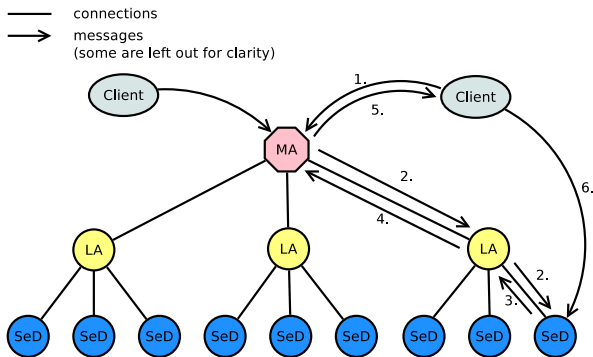 connections
messages
(some are left out for clarity)
Client
1.
Client
5.
MA
2.
6.
4.
LA
LA
LA
2.
3.
SeD
SeD
SeD
SeD
SeD
SeD
SeD
SeD
SeD